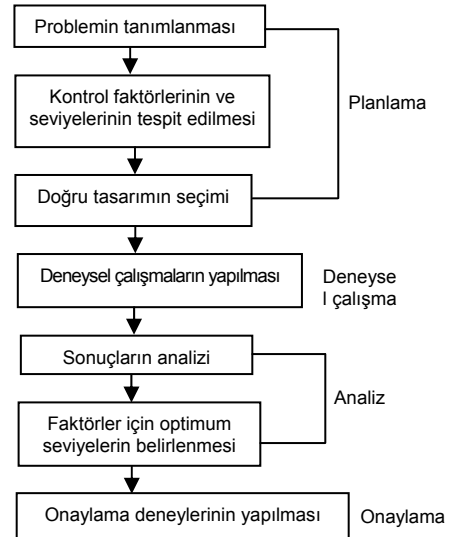 Problemin tanımlanması
Kontrol faktörlerinin ve
seviyelerinin tespit edilmesi
Planlama
Doğru tasarımın seçimi
Deneysel çalışmaların yapılması
Deneyse
l çalışma
Sonuçların analizi
Analiz
Faktörler için optimum
seviyelerin belirlenmesi
Onaylama deneylerinin yapılması
Onaylama